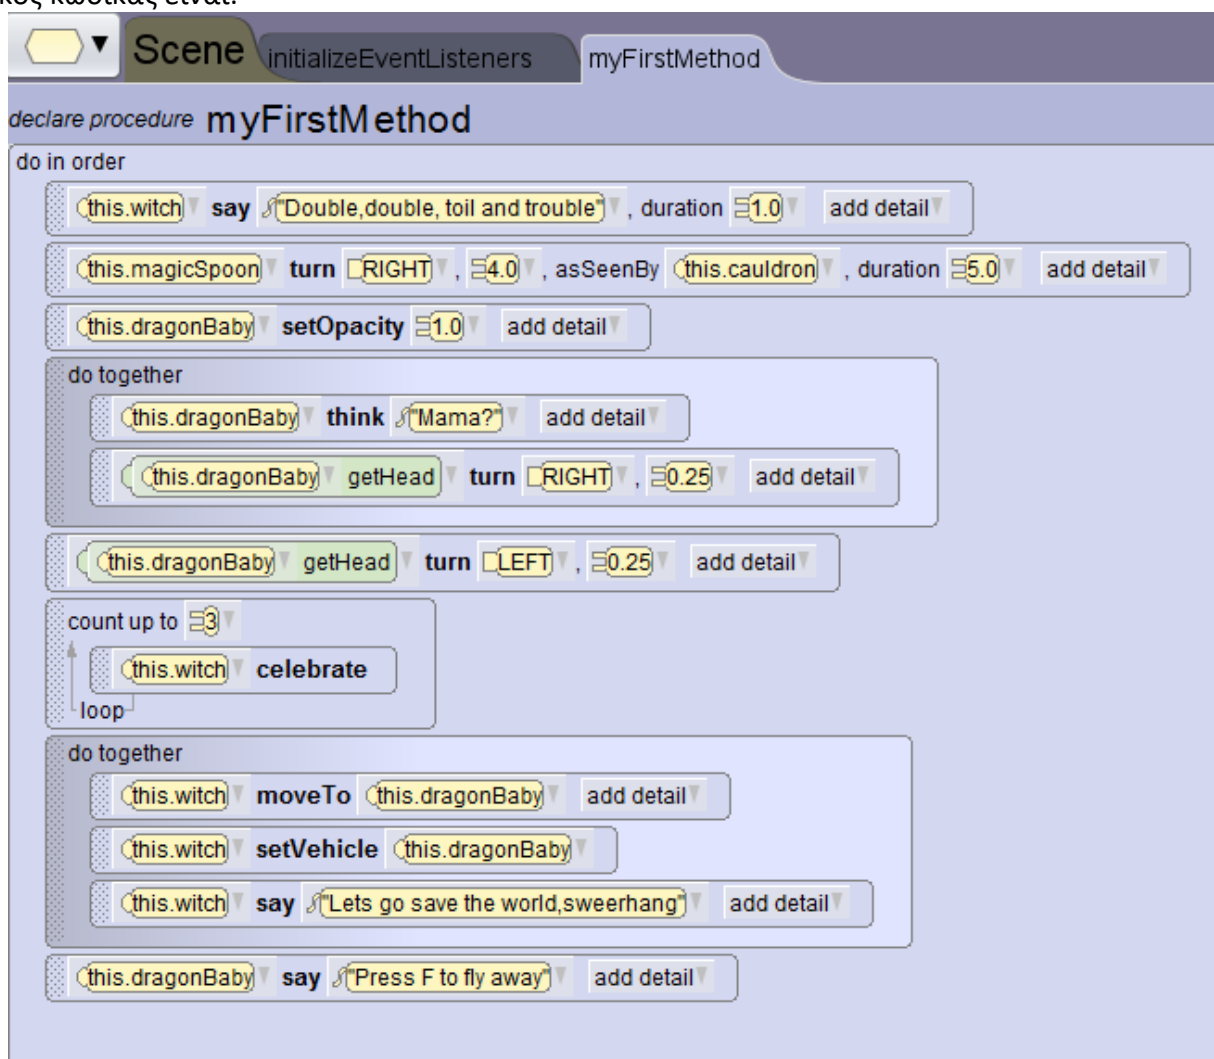 κός κώδικας είναι:
Scene initializeEventListeners myFirstMethod
declare procedure myFirstMethod
do in order
this.witch say "Double,double, toil and trouble" , duration 1.0 add detail
this.magicSpoon turn RIGHT , 4.0 , asSeenBy this.cauldron , duration 5.0 add detail
this.dragonBaby setOpacity 1.0 add detail
do together
this.dragonBaby think "Mama?" add detail
this.dragonBaby getHead turn RIGHT , 0.25 add detail
this.dragonBaby getHead turn LEFT , 0.25 add detail
count up to 3
this.witch celebrate
loop
do together
this.witch moveTo this.dragonBaby add detail
this.witch setVehicle this.dragonBaby
this.witch say "Lets go save the world,sweerhang" add detail
this.dragonBaby say "Press F to fly away" add detail